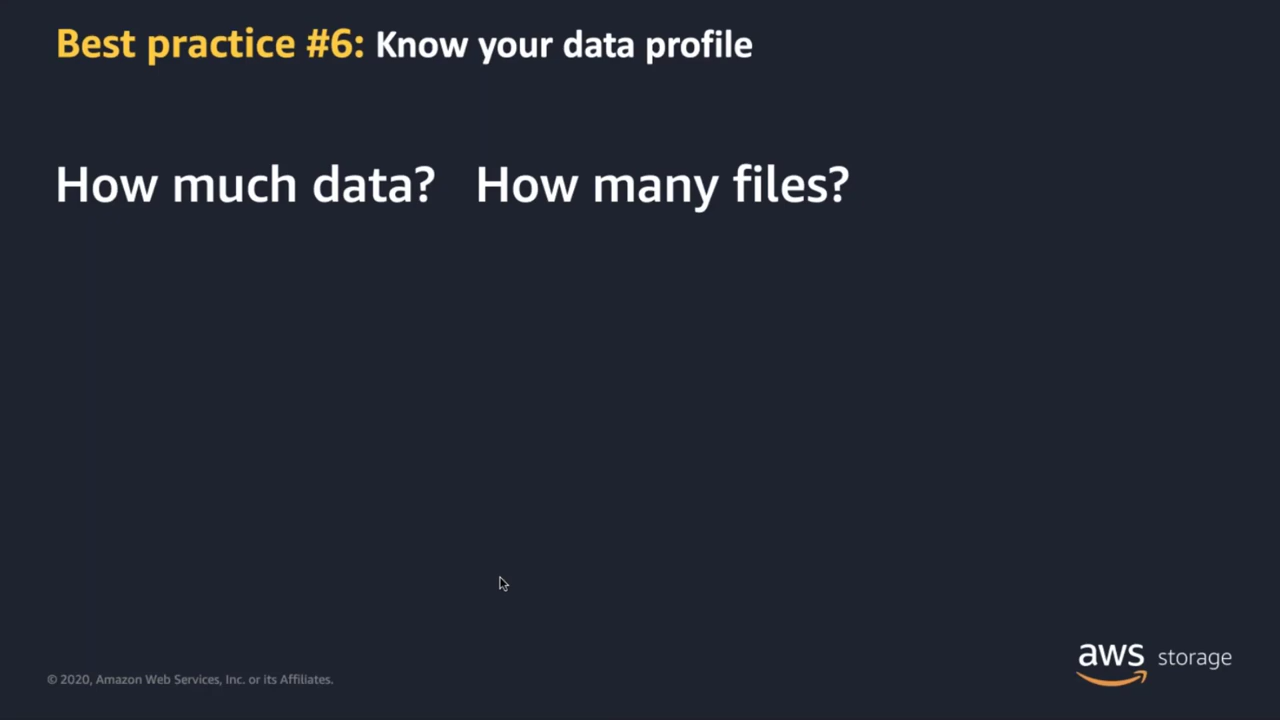 Best practice #6: Know your data profile
How much data? How many files?
aws storage
© 2020, Amazon Web Services, Inc. or its Affiliates.